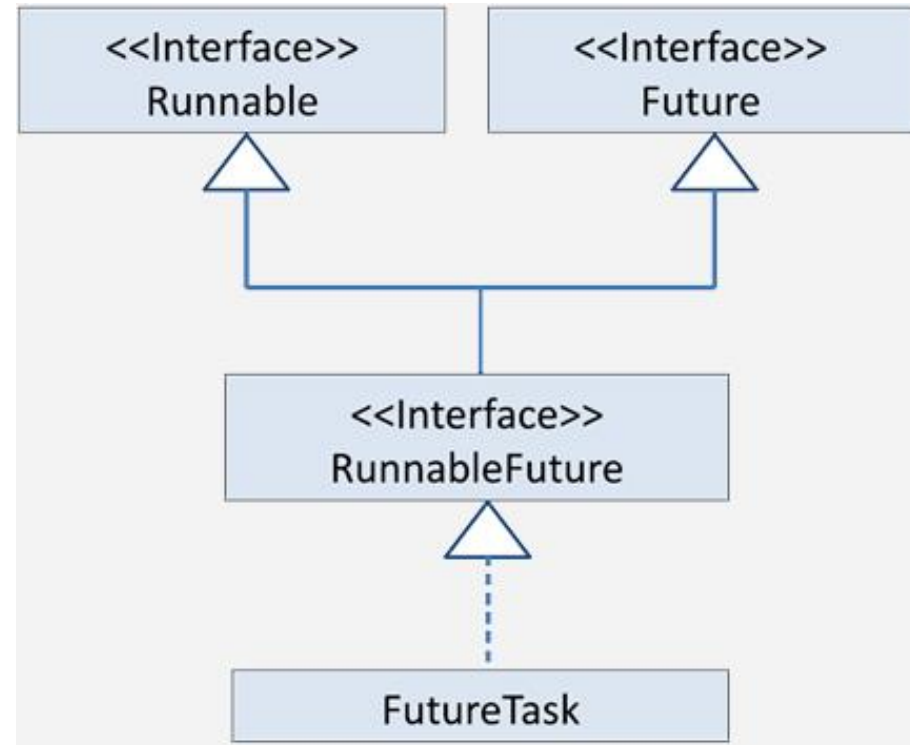 <<Interface>>
Runnable
<<Interface>>
Future
<<Interface>>
RunnableFuture
FutureTask